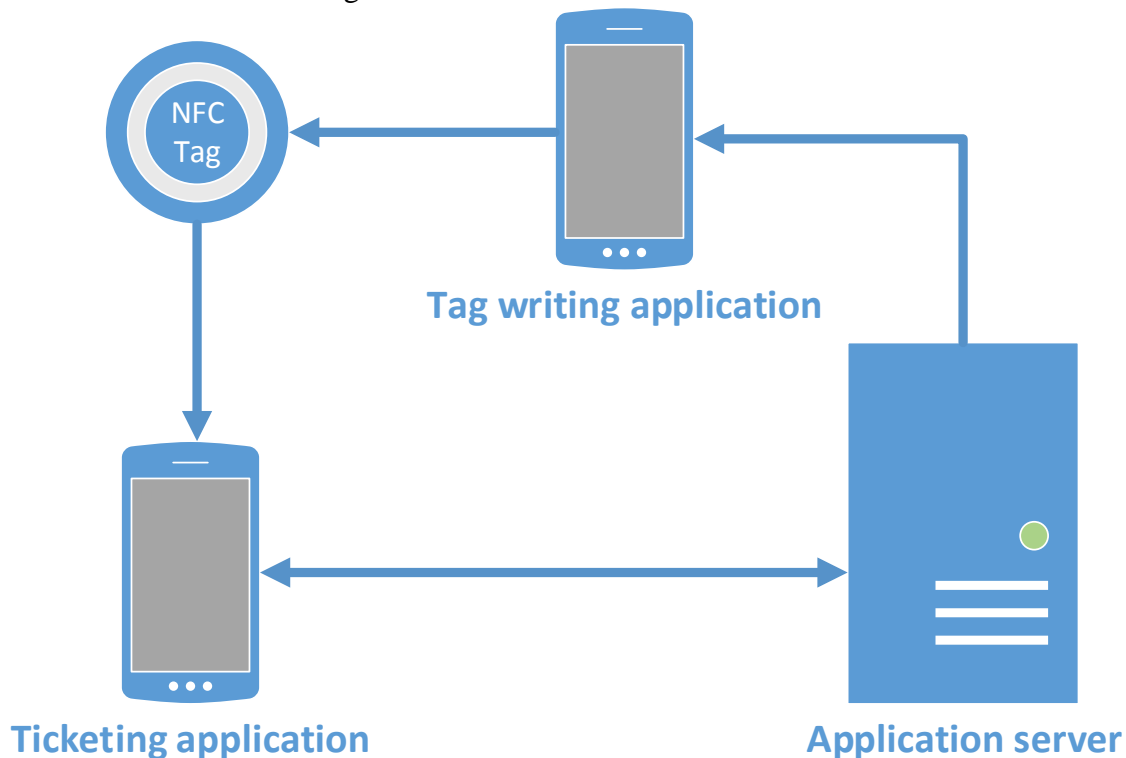 NFC
Tag
Tag writing application
Ticketing application
Application server